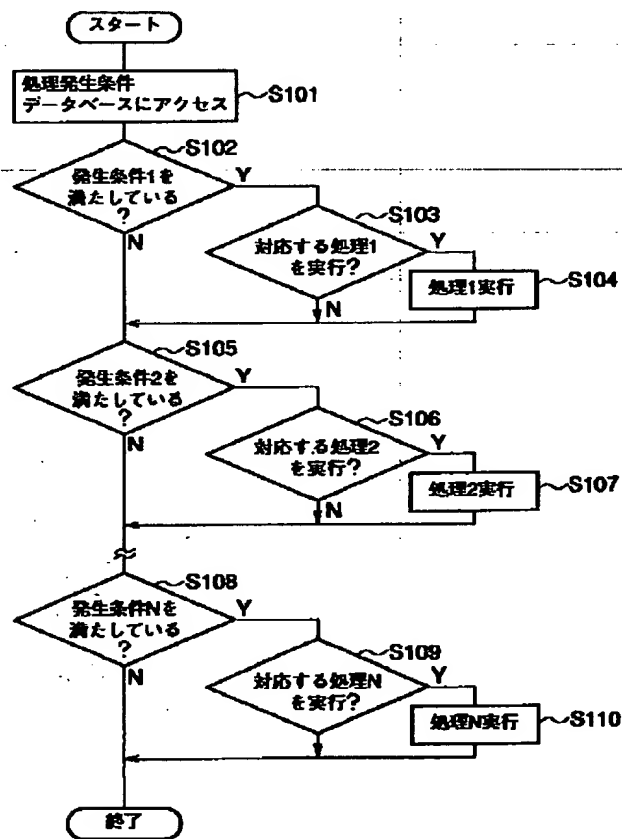 スタート
処理発生条件
データベースにアクセス
S101
S102
発生条件1を
満たしている
?
Y
N
S103
対応する処理1
を実行?
Y
N
処理1実行
S104
S105
発生条件2を
満たしている
?
Y
N
S106
対応する処理2
を実行?
Y
N
処理2実行
S107
S108
発生条件Nを
満たしている
?
Y
N
S109
対応する処理N
を実行?
Y
処理N実行
S110
終了